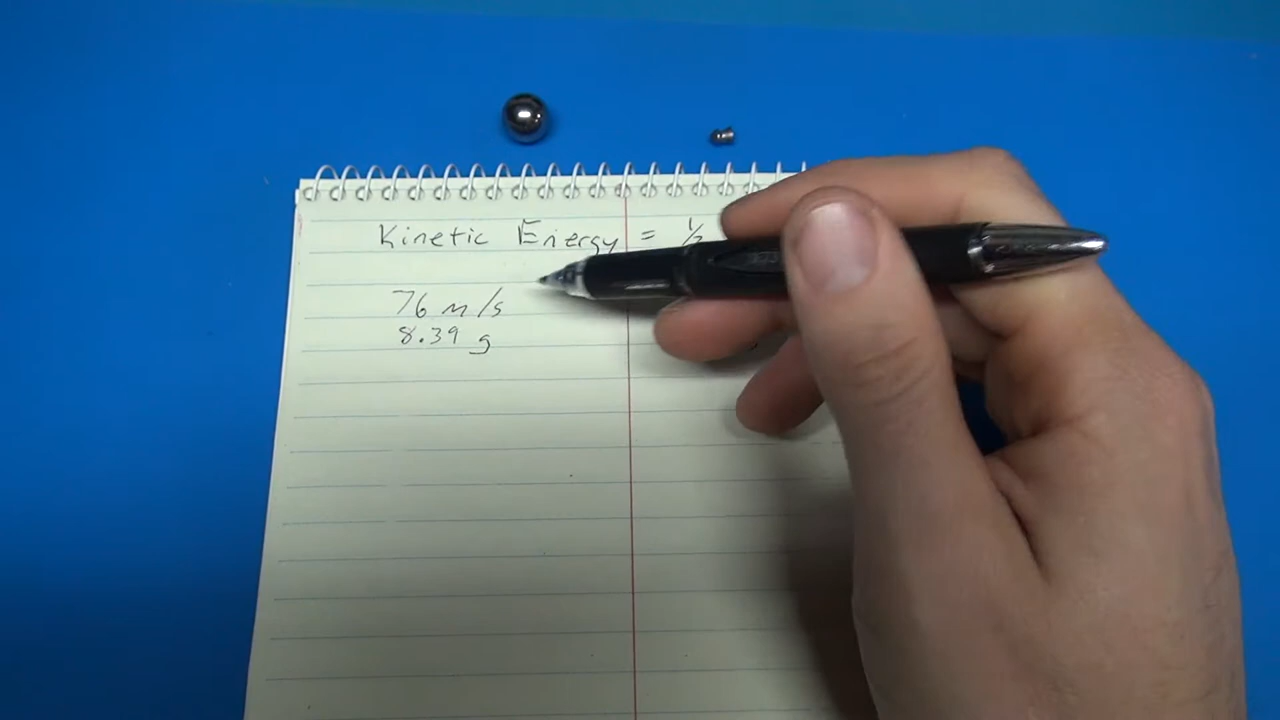 Kinetic Energy = 1/2
76 m/s
8.39 g